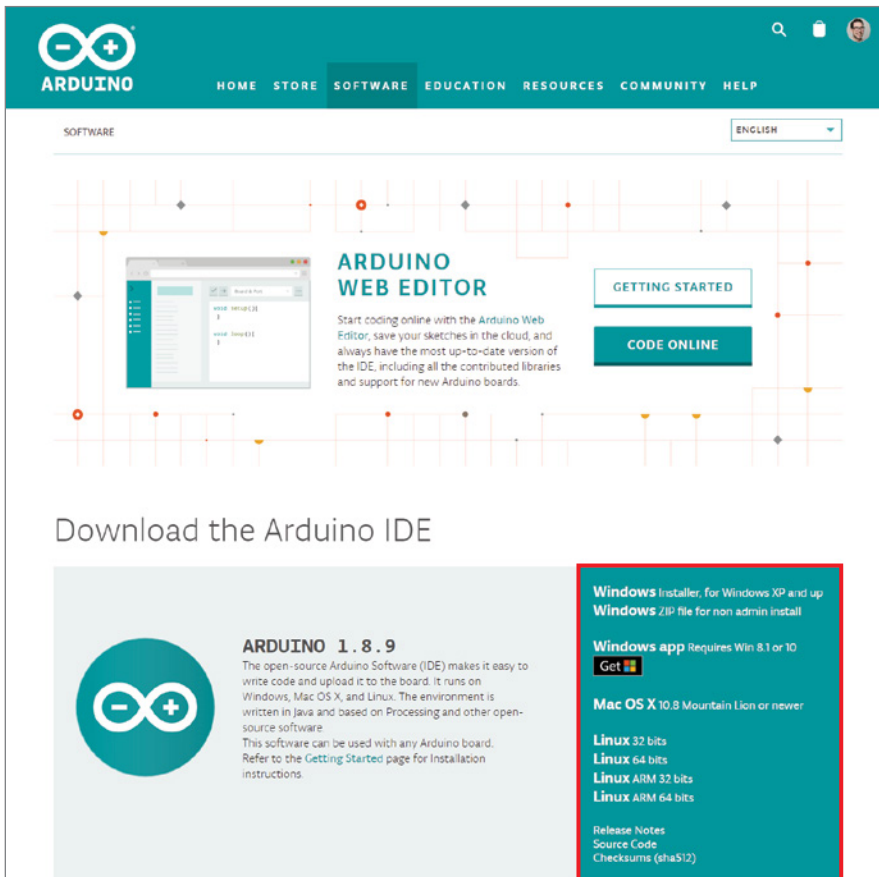 ARDUINO
HOME STORE SOFTWARE EDUCATION RESOURCES COMMUNITY HELP
SOFTWARE
ENGLISH
ARDUINO
WEB EDITOR
Start coding online with the Arduino Web
Editor, save your sketches in the cloud, and
always have the most up-to-date version of
the IDE, including all the contributed libraries
and support for new Arduino boards.
Board & Port
void setup(){
}
void loop(){
}
GETTING STARTED
CODE ONLINE
Download the Arduino IDE
ARDUINO 1.8.9
The open-source Arduino Software (IDE) makes it easy to
write code and upload it to the board. It runs on
Windows, Mac OS X, and Linux. The environment is
written in Java and based on Processing and other open-
source software.
This software can be used with any Arduino board.
Refer to the Getting Started page for Installation
instructions.
Windows Installer, for Windows XP and up
Windows ZIP file for non admin install
Windows app Requires Win 8.1 or 10
Get
Mac OS X 10.8 Mountain Lion or newer
Linux 32 bits
Linux 64 bits
Linux ARM 32 bits
Linux ARM 64 bits
Release Notes
Source Code
Checksums (sha512)